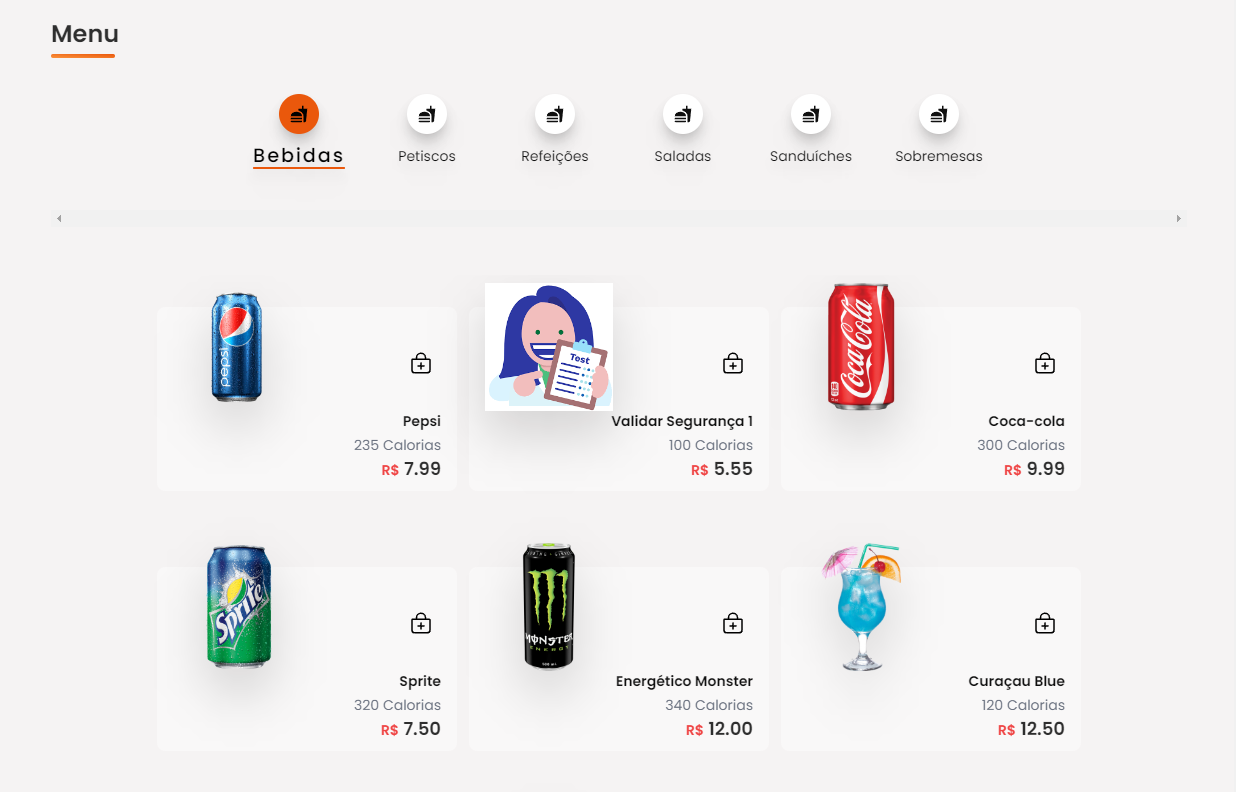 Menu
Bebidas
Petiscos
Refeições
Saladas
Sanduíches
Sobremesas
pepsi
Test
Coca-Cola
Pepsi
235 Calorias
R$ 7.99
Validar Segurança 1
100 Calorias
R$ 5.55
Coca-cola
300 Calorias
R$ 9.99
Sprite
MONSTER
ENERGY
Sprite
320 Calorias
R$ 7.50
Energético Monster
340 Calorias
R$ 12.00
Curaçau Blue
120 Calorias
R$ 12.50